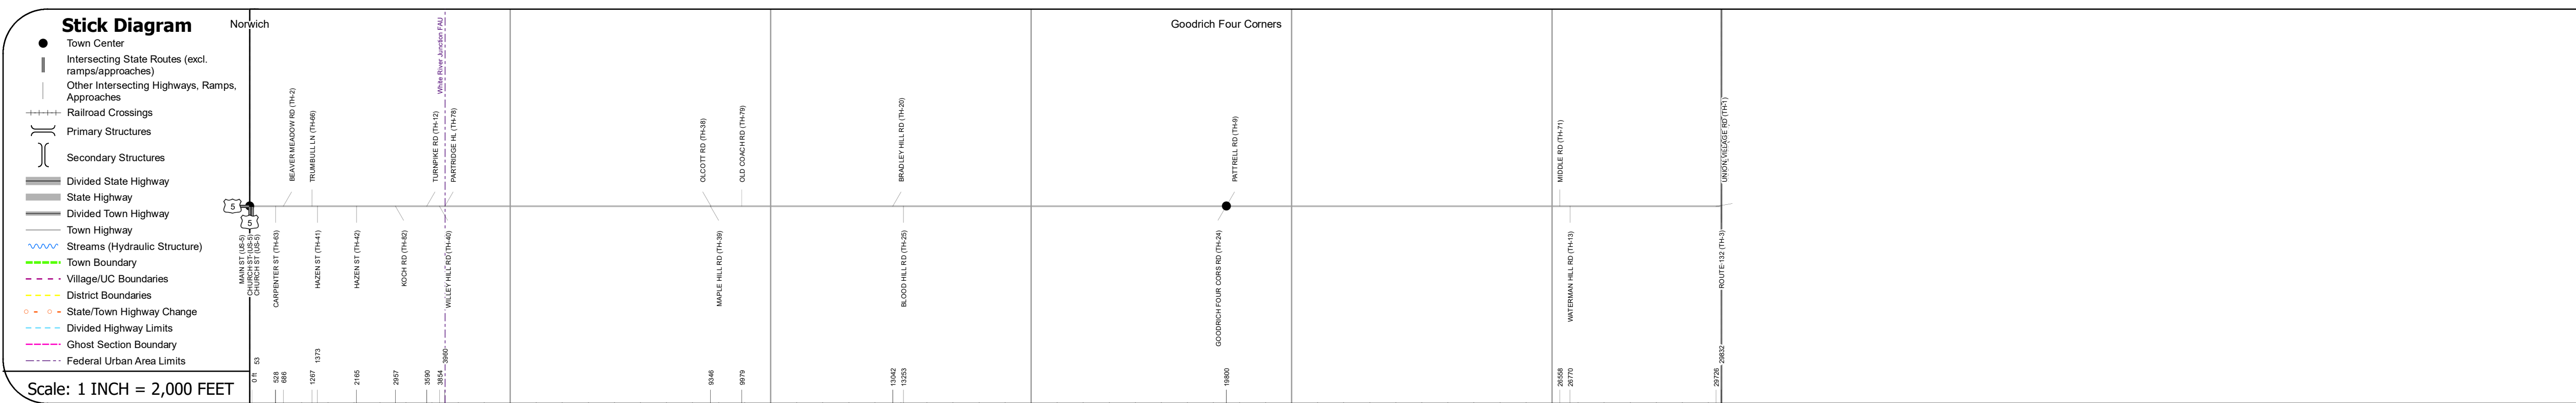 Stick Diagram
Town Center
Intersecting State Routes (excl.
ramps/approaches)
Other Intersecting Highways, Ramps,
Approaches
Railroad Crossings
Primary Structures
Secondary Structures
Divided State Highway
State Highway
Divided Town Highway
Town Highway
Streams (Hydraulic Structure)
Town Boundary
Village/UC Boundaries
District Boundaries
State/Town Highway Change
Divided Highway Limits
Ghost Section Boundary
Federal Urban Area Limits
Scale: 1 INCH = 2,000 FEET
Norwich
Goodrich Four Corners
White River Junction FAU
BEAVER MEADOW RD (TH-2)
TRUMBULL LN (TH-66)
TURNPIKE RD (TH-12)
PARTRIDGE HL (TH-78)
OLCOTT RD (TH-38)
OLD COACH RD (TH-79)
BRADLEY HILL RD (TH-20)
PATTRELL RD (TH-9)
MIDDLE RD (TH-71)
UNION VILLAGE RD (TH-1)
5
5
MAIN ST (US-5)
CHURCH ST (US-5)
CHURCH ST (US-5)
CARPENTER ST (TH-63)
HAZEN ST (TH-41)
HAZEN ST (TH-42)
KOCH RD (TH-82)
WILLEY HILL RD (TH-40)
MAPLE HILL RD (TH-39)
BLOOD HILL RD (TH-25)
GOODRICH FOUR CORS RD (TH-24)
WATERMAN HILL RD (TH-13)
ROUTE-132 (TH-3)
0 ft
53
528
686
1267
1373
2165
2957
3590
3854
3960
9346
9979
13042
13253
19800
26558
26770
29726
29832